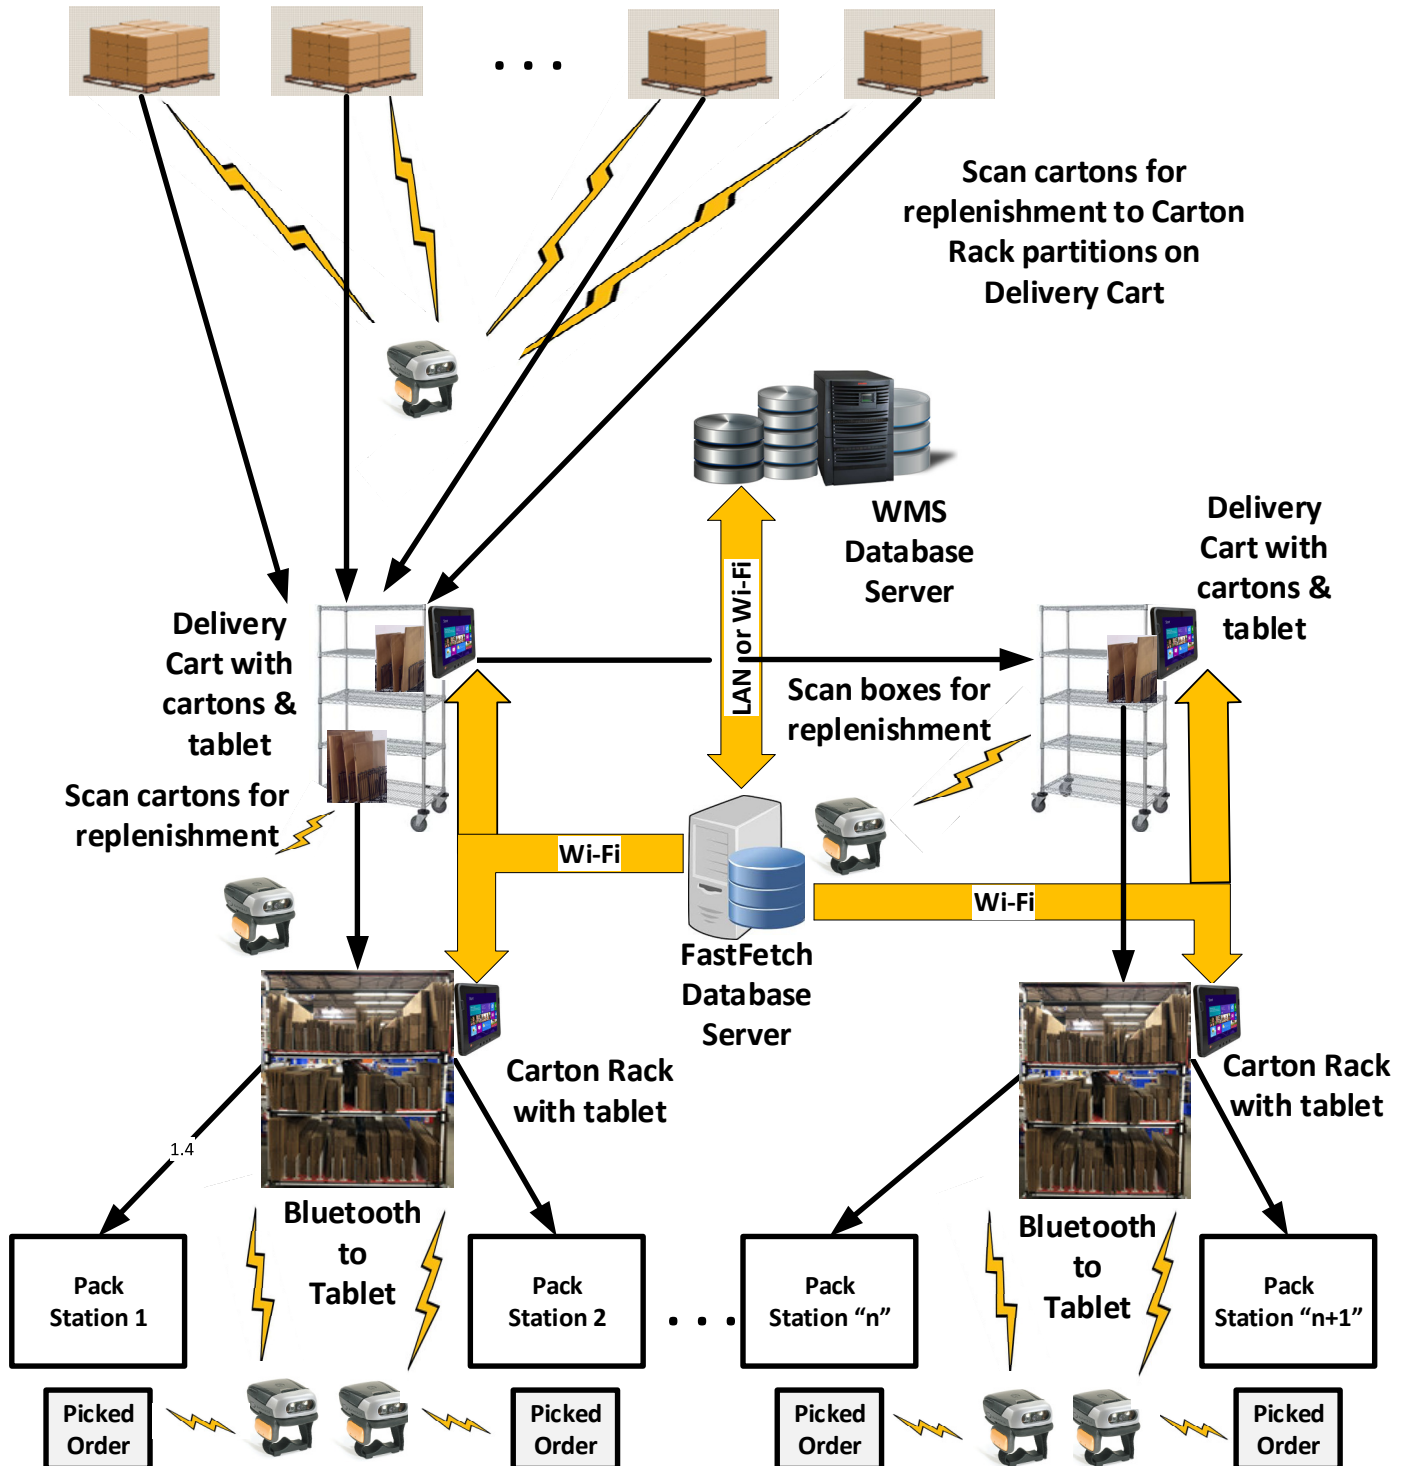 . . .
Scan cartons for
replenishment to Carton
Rack partitions on
Delivery Cart
WMS
Database
Server
Delivery
Cart with
cartons &
tablet
Delivery
Cart with
cartons &
tablet
LAN or Wi-Fi
Scan boxes for
replenishment
Scan cartons for
replenishment
Wi-Fi
Wi-Fi
FastFetch
Database
Server
Carton Rack
with tablet
Carton Rack
with tablet
1.4
Bluetooth
to
Tablet
Bluetooth
to
Tablet
Pack
Station 1
Pack
Station 2
. . .
Pack
Station “n”
Pack
Station “n+1”
Picked
Order
Picked
Order
Picked
Order
Picked
Order